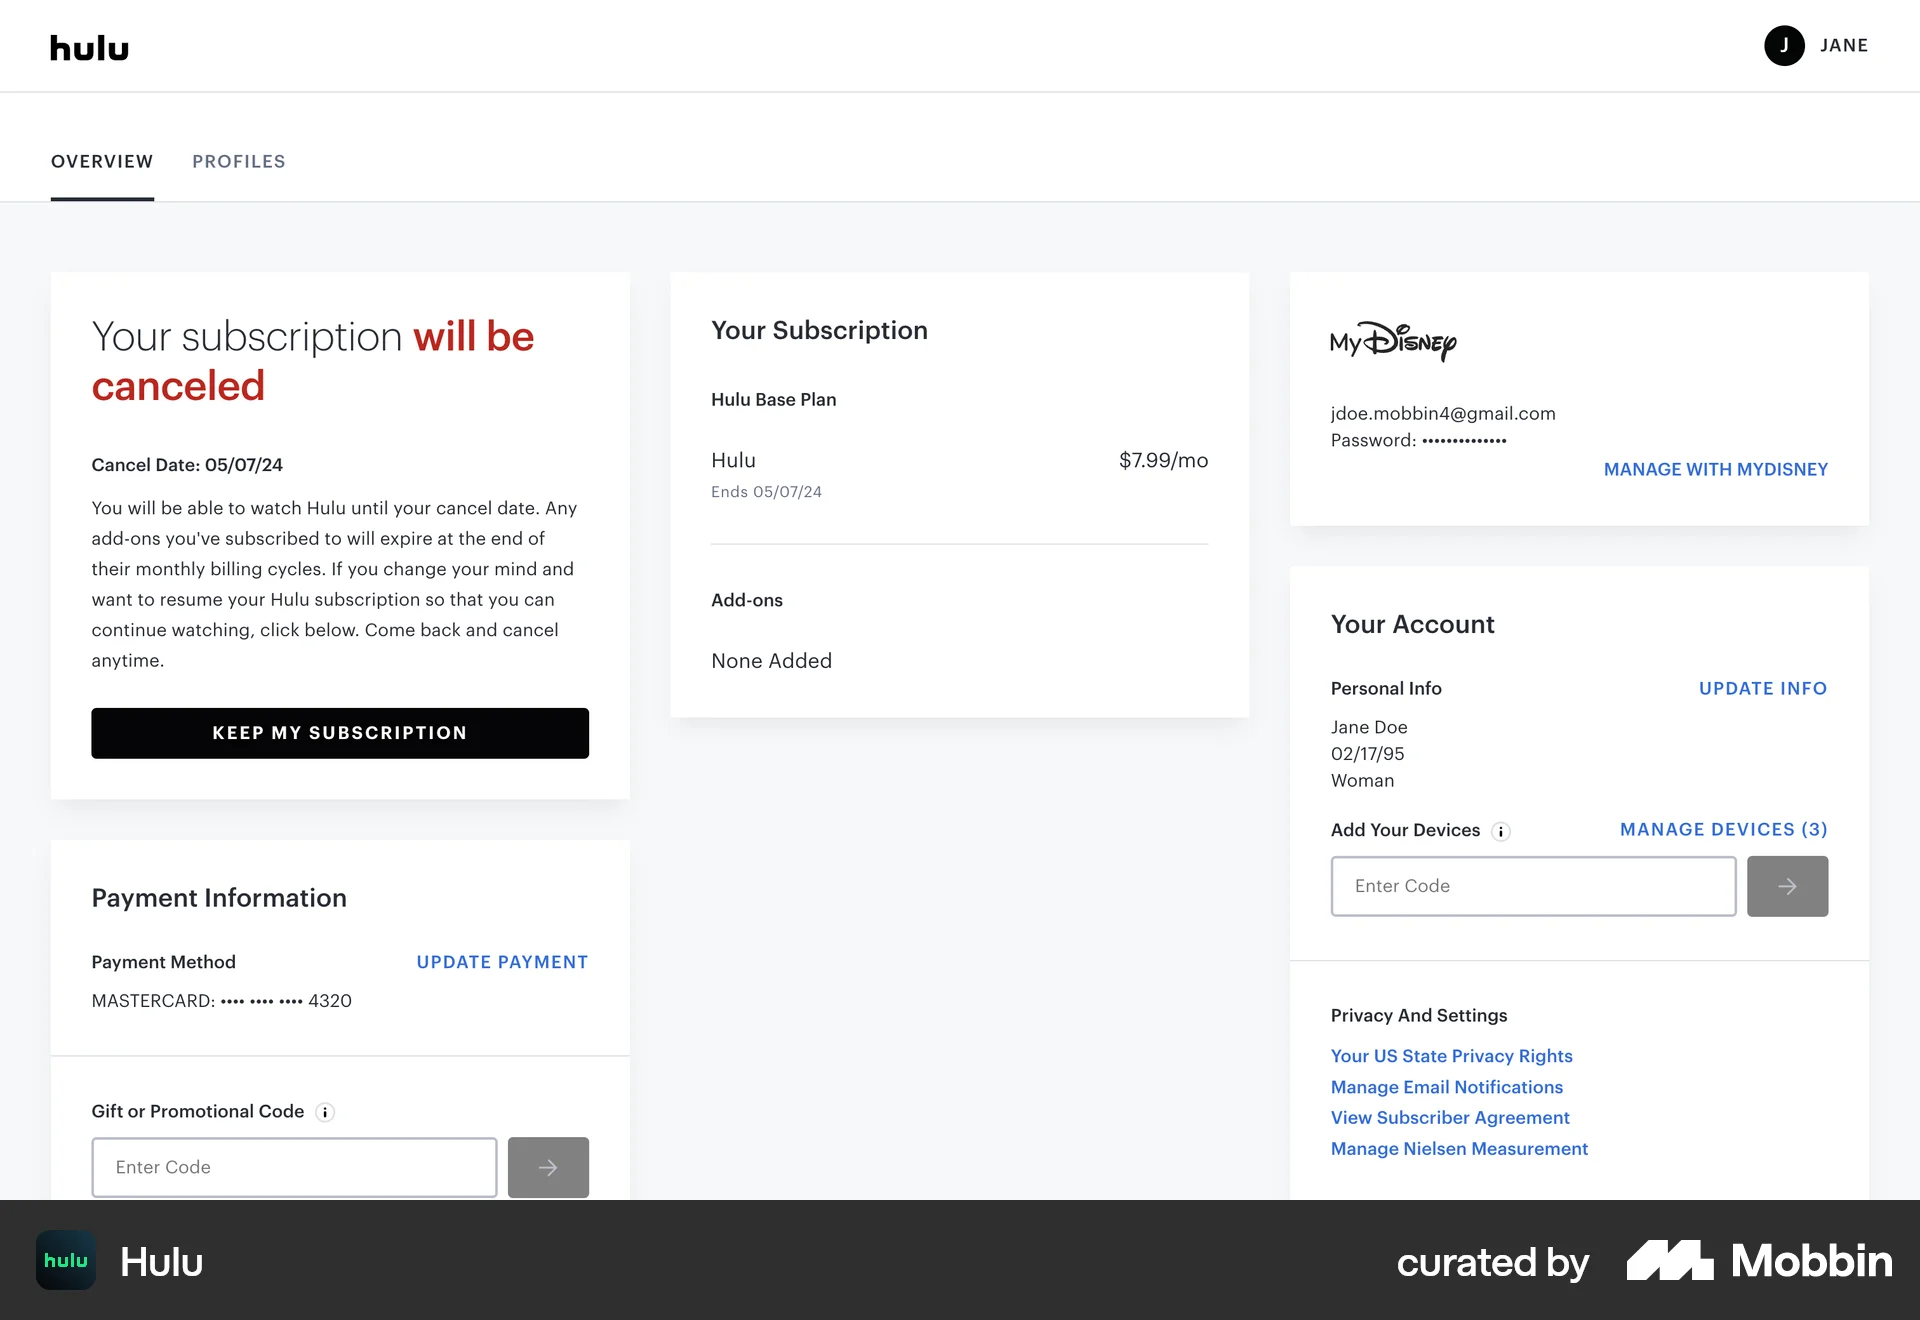 hulu
J JANE
OVERVIEW PROFILES
Your subscription will be
canceled
Cancel Date: 05/07/24
You will be able to watch Hulu until your cancel date. Any
add-ons you've subscribed to will expire at the end of
their monthly billing cycles. If you change your mind and
want to resume your Hulu subscription so that you can
continue watching, click below. Come back and cancel
anytime.
KEEP MY SUBSCRIPTION
Payment Information
Payment Method UPDATE PAYMENT
MASTERCARD: •••• •••• •••• 4320
Gift or Promotional Code i
Enter Code
Your Subscription
Hulu Base Plan
Hulu $7.99/mo
Ends 05/07/24
Add-ons
None Added
My Disney
jdoe.mobbin4@gmail.com
Password: ••••••••••••••
MANAGE WITH MYDISNEY
Your Account
Personal Info UPDATE INFO
Jane Doe
02/17/95
Woman
Add Your Devices i MANAGE DEVICES (3)
Enter Code
Privacy And Settings
Your US State Privacy Rights
Manage Email Notifications
View Subscriber Agreement
Manage Nielsen Measurement
hulu Hulu
curated by Mobbin